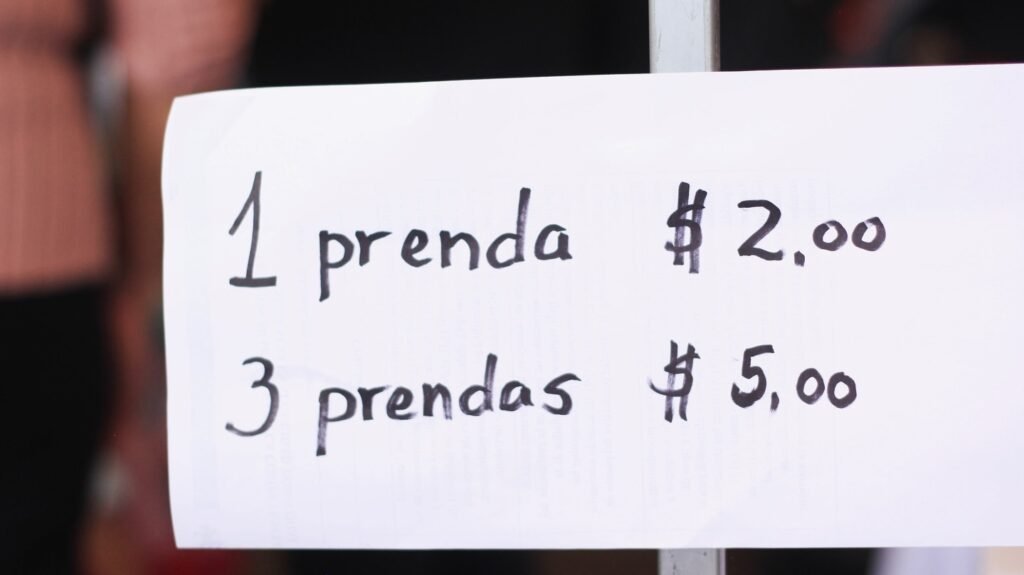 1 prenda $ 2.00
3 prendas $ 5.00